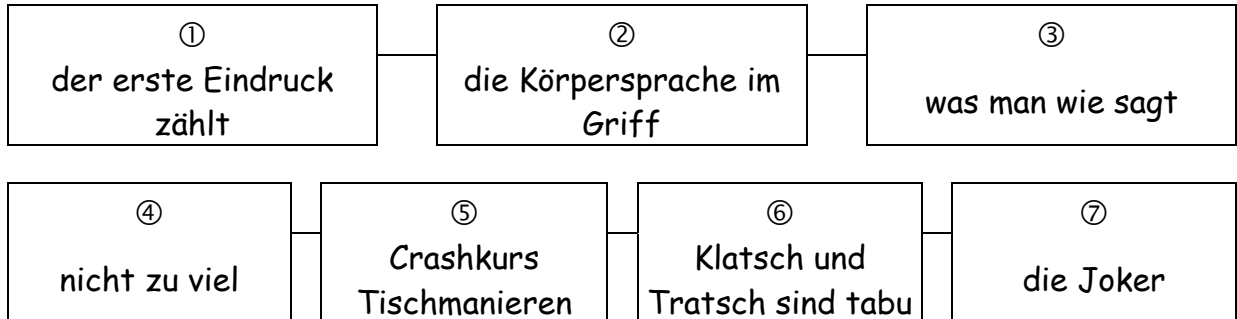 ①
der erste Eindruck
zählt
②
die Körpersprache im
Griff
③
was man wie sagt
④
nicht zu viel
⑤
Crashkurs
Tischmanieren
⑥
Klatsch und
Tratsch sind tabu
⑦
die Joker